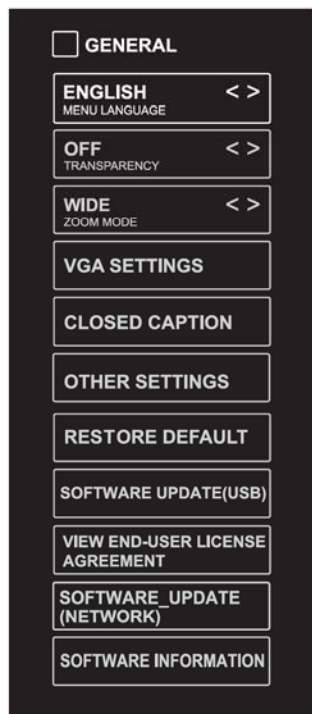 GENERAL
ENGLISH < >
MENU LANGUAGE
OFF < >
TRANSPARENCY
WIDE < >
ZOOM MODE
VGA SETTINGS
CLOSED CAPTION
OTHER SETTINGS
RESTORE DEFAULT
SOFTWARE UPDATE(USB)
VIEW END-USER LICENSE
AGREEMENT
SOFTWARE_UPDATE
(NETWORK)
SOFTWARE INFORMATION